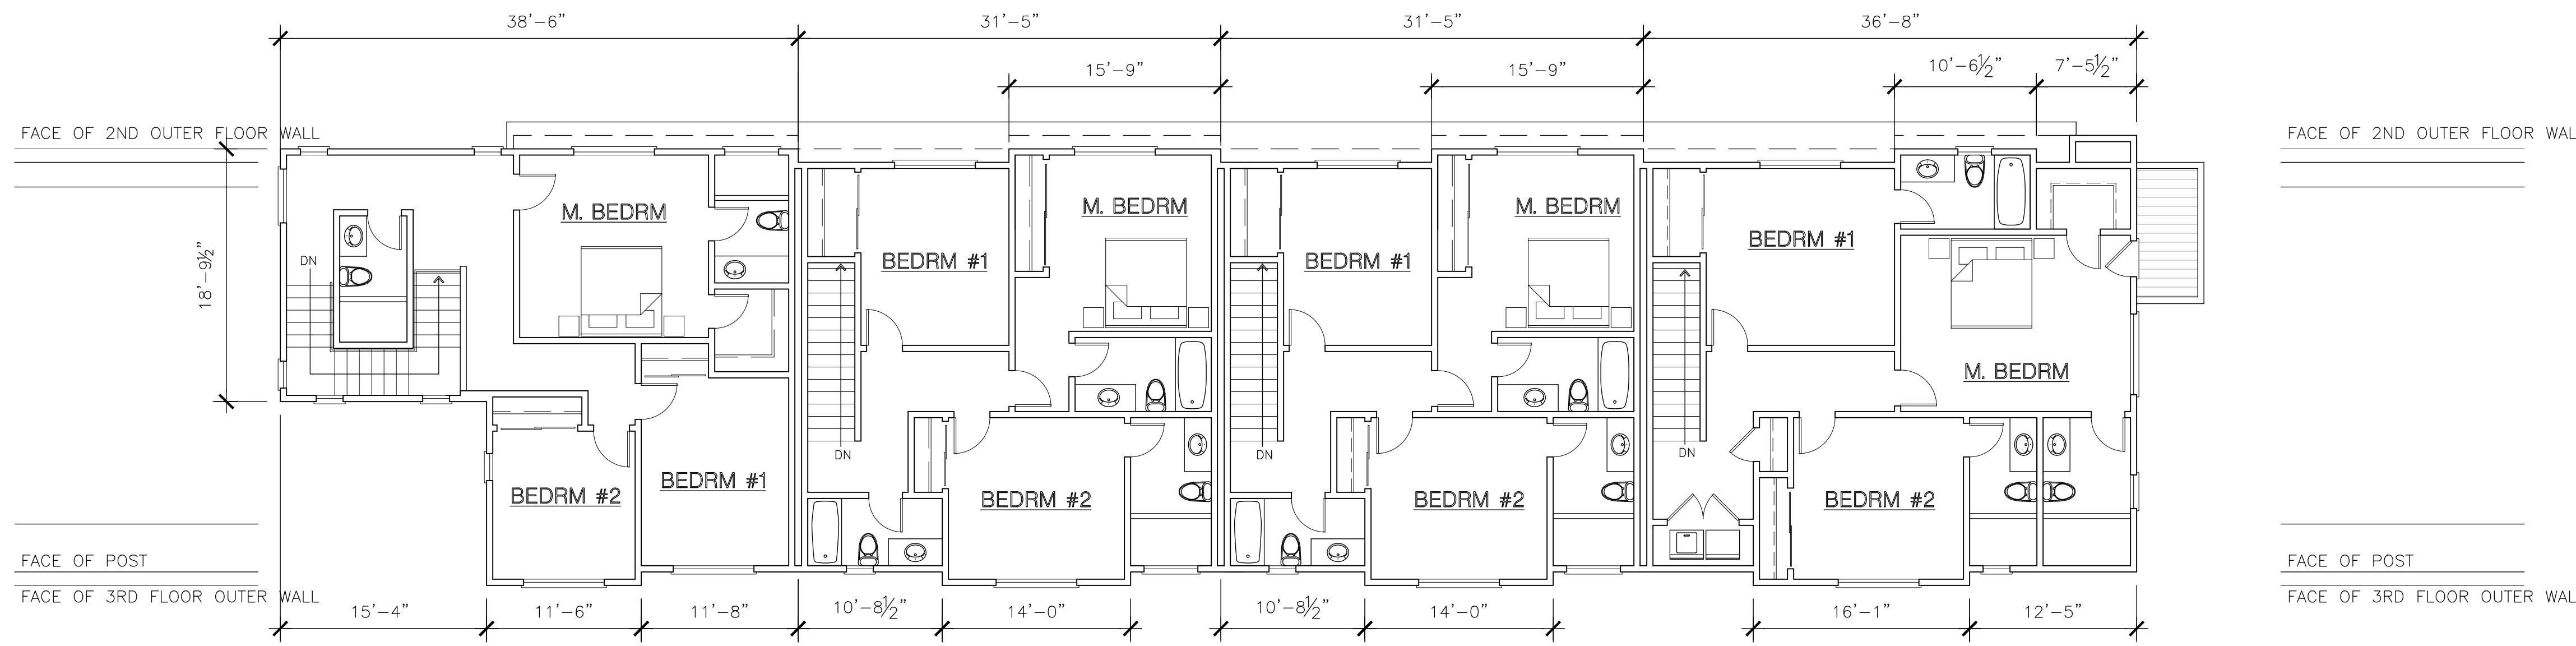 38'-6" 31'-5" 31'-5" 36'-8"
15'-9" 15'-9" 10'-6½" 7'-5½"
FACE OF 2ND OUTER FLOOR WALL
FACE OF 2ND OUTER FLOOR WAL
18'-9½"
DN
M. BEDRM
BEDRM #2
BEDRM #1
BEDRM #1
M. BEDRM
DN
BEDRM #2
BEDRM #1
M. BEDRM
DN
BEDRM #2
BEDRM #1
M. BEDRM
DN
BEDRM #2
FACE OF POST
FACE OF 3RD FLOOR OUTER WALL
FACE OF POST
FACE OF 3RD FLOOR OUTER WAL
15'-4" 11'-6" 11'-8" 10'-8½" 14'-0" 10'-8½" 14'-0" 16'-1" 12'-5"